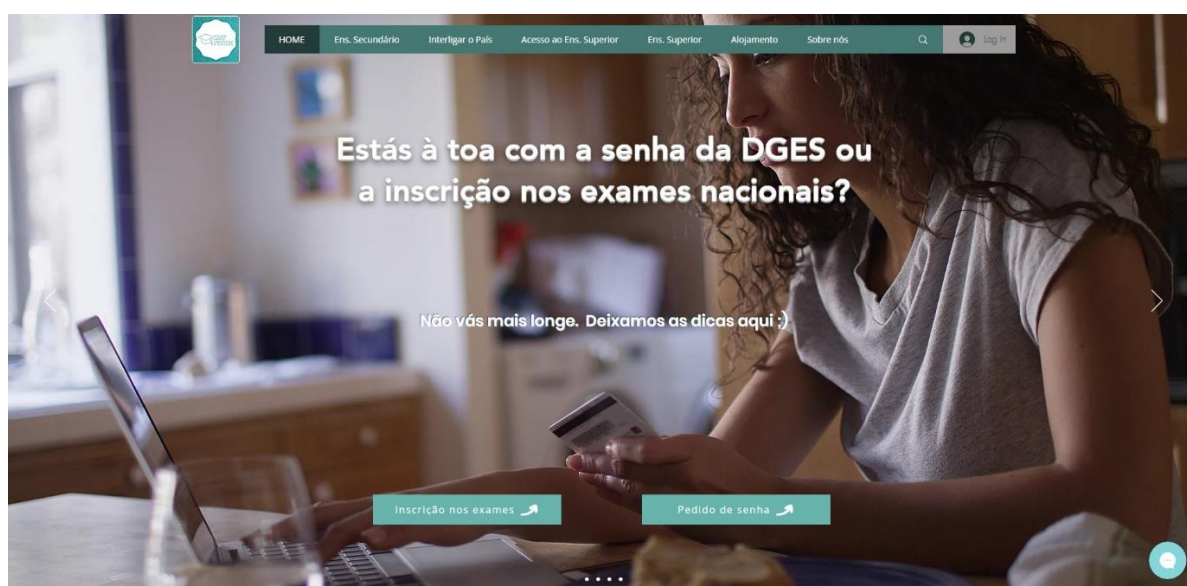 HOME
Ens. Secundário
Interligar o País
Acesso ao Ens. Superior
Ens. Superior
Alojamento
Sobre nós
Log In
Estás à toa com a senha da DGES ou
a inscrição nos exames nacionais?
Não vás mais longe. Deixamos as dicas aqui ;)
Inscrição nos exames
Pedido de senha